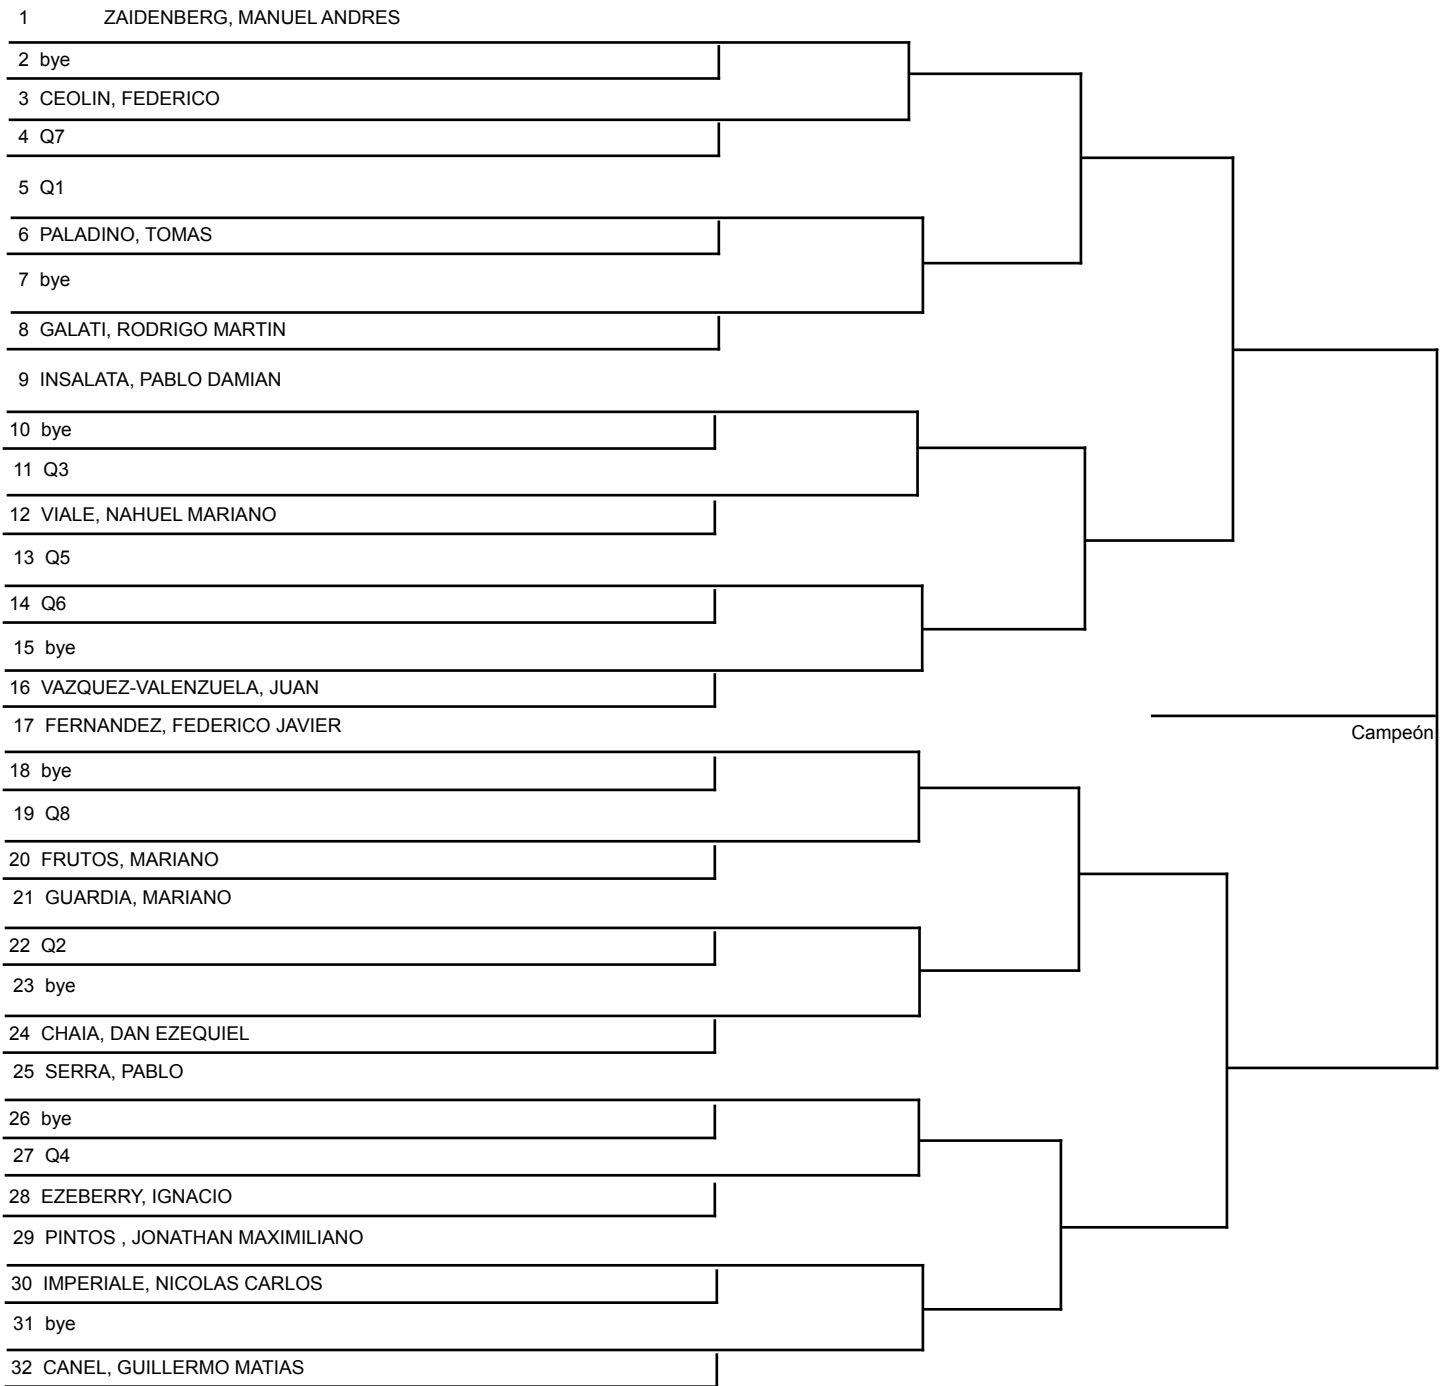 1 ZAIDENBERG, MANUEL ANDRES
2 bye
3 CEOLIN, FEDERICO
4 Q7
5 Q1
6 PALADINO, TOMAS
7 bye
8 GALATI, RODRIGO MARTIN
9 INSALATA, PABLO DAMIAN
10 bye
11 Q3
12 VIALE, NAHUEL MARIANO
13 Q5
14 Q6
15 bye
16 VAZQUEZ-VALENZUELA, JUAN
17 FERNANDEZ, FEDERICO JAVIER
Campeón
18 bye
19 Q8
20 FRUTOS, MARIANO
21 GUARDIA, MARIANO
22 Q2
23 bye
24 CHAIA, DAN EZEQUIEL
25 SERRA, PABLO
26 bye
27 Q4
28 EZEBERRY, IGNACIO
29 PINTOS , JONATHAN MAXIMILIANO
30 IMPERIALE, NICOLAS CARLOS
31 bye
32 CANEL, GUILLERMO MATIAS